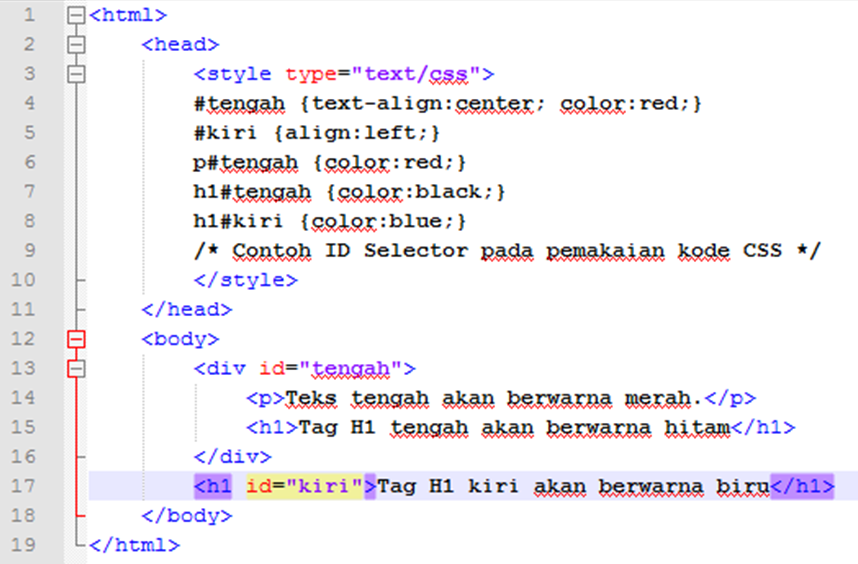 1 <html>
2 <head>
3 <style type="text/css">
4 #tengah {text-align:center; color:red;}
5 #kiri {align:left;}
6 p#tengah {color:red;}
7 h1#tengah {color:black;}
8 h1#kiri {color:blue;}
9 /* Contoh ID Selector pada pemakaian kode CSS */
10 </style>
11 </head>
12 <body>
13 <div id="tengah">
14 <p>Teks tengah akan berwarna merah.</p>
15 <h1>Tag H1 tengah akan berwarna hitam</h1>
16 </div>
17 <h1 id="kiri">Tag H1 kiri akan berwarna biru</h1>
18 </body>
19 </html>